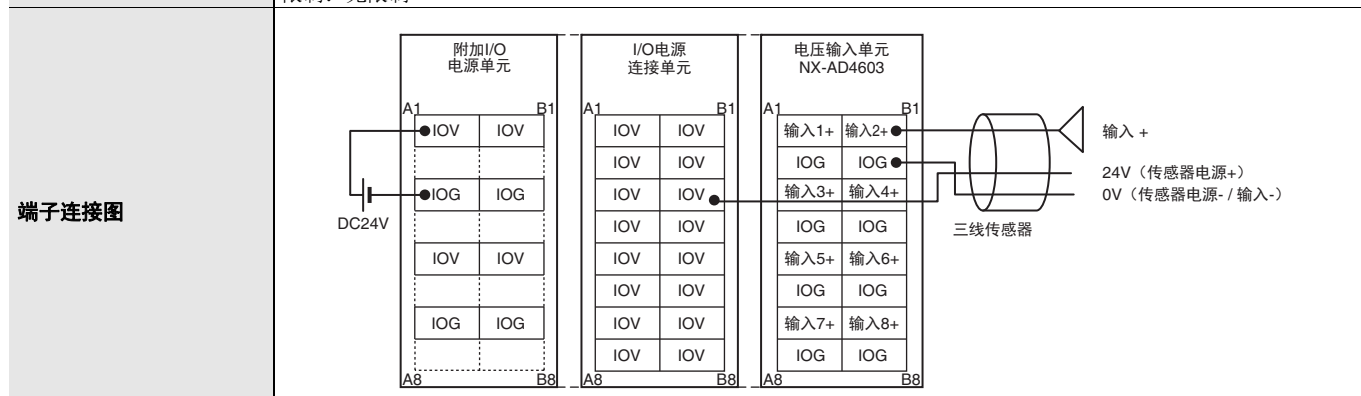 端子连接图
附加I/O
电源单元
A1 B1
IOV IOV
IOG IOG
IOV IOV
IOG IOG
A8 B8
DC24V
I/O电源
连接单元
A1 B1
IOV IOV
IOV IOV
IOV IOV
IOV IOV
IOV IOV
IOV IOV
IOV IOV
IOV IOV
A8 B8
电压输入单元
NX-AD4603
A1 B1
输入1+ 输入2+
IOG IOG
输入3+ 输入4+
IOG IOG
输入5+ 输入6+
IOG IOG
输入7+ 输入8+
IOG IOG
A8 B8
输入 +
24V（传感器电源+）
0V（传感器电源- / 输入-）
三线传感器